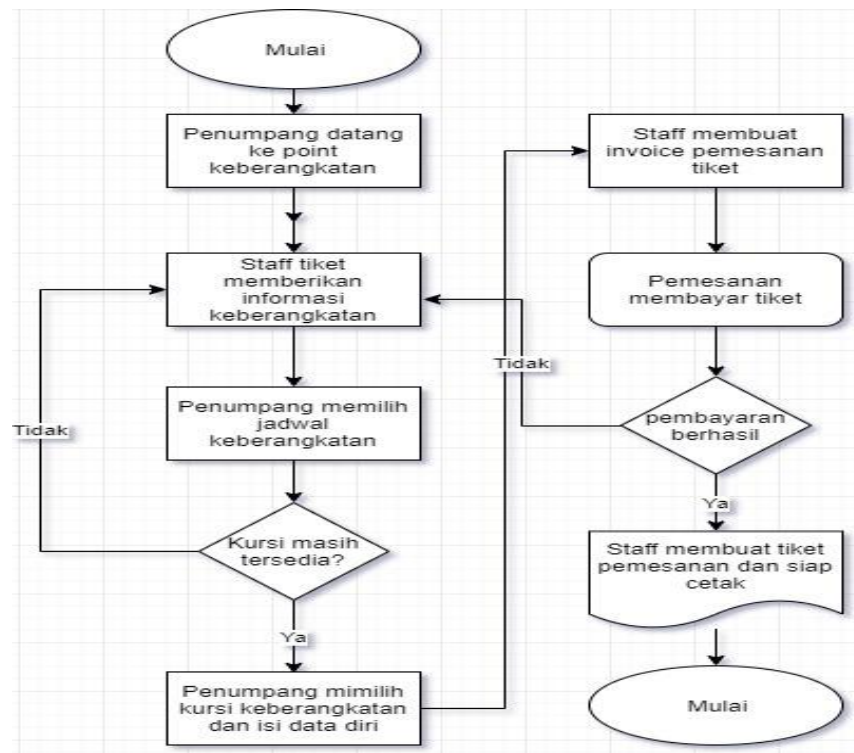 Mulai
Penumpang datang
ke point
keberangkatan
Staff tiket
memberikan
informasi
keberangkatan
Penumpang memilih
jadwal
keberangkatan
Tidak
Kursi masih
tersedia?
Ya
Penumpang mimilih
kursi keberangkatan
dan isi data diri
Staff membuat
invoice pemesanan
tiket
Pemesanan
membayar tiket
Tidak
pembayaran
berhasil
Ya
Staff membuat tiket
pemesanan dan siap
cetak
Mulai